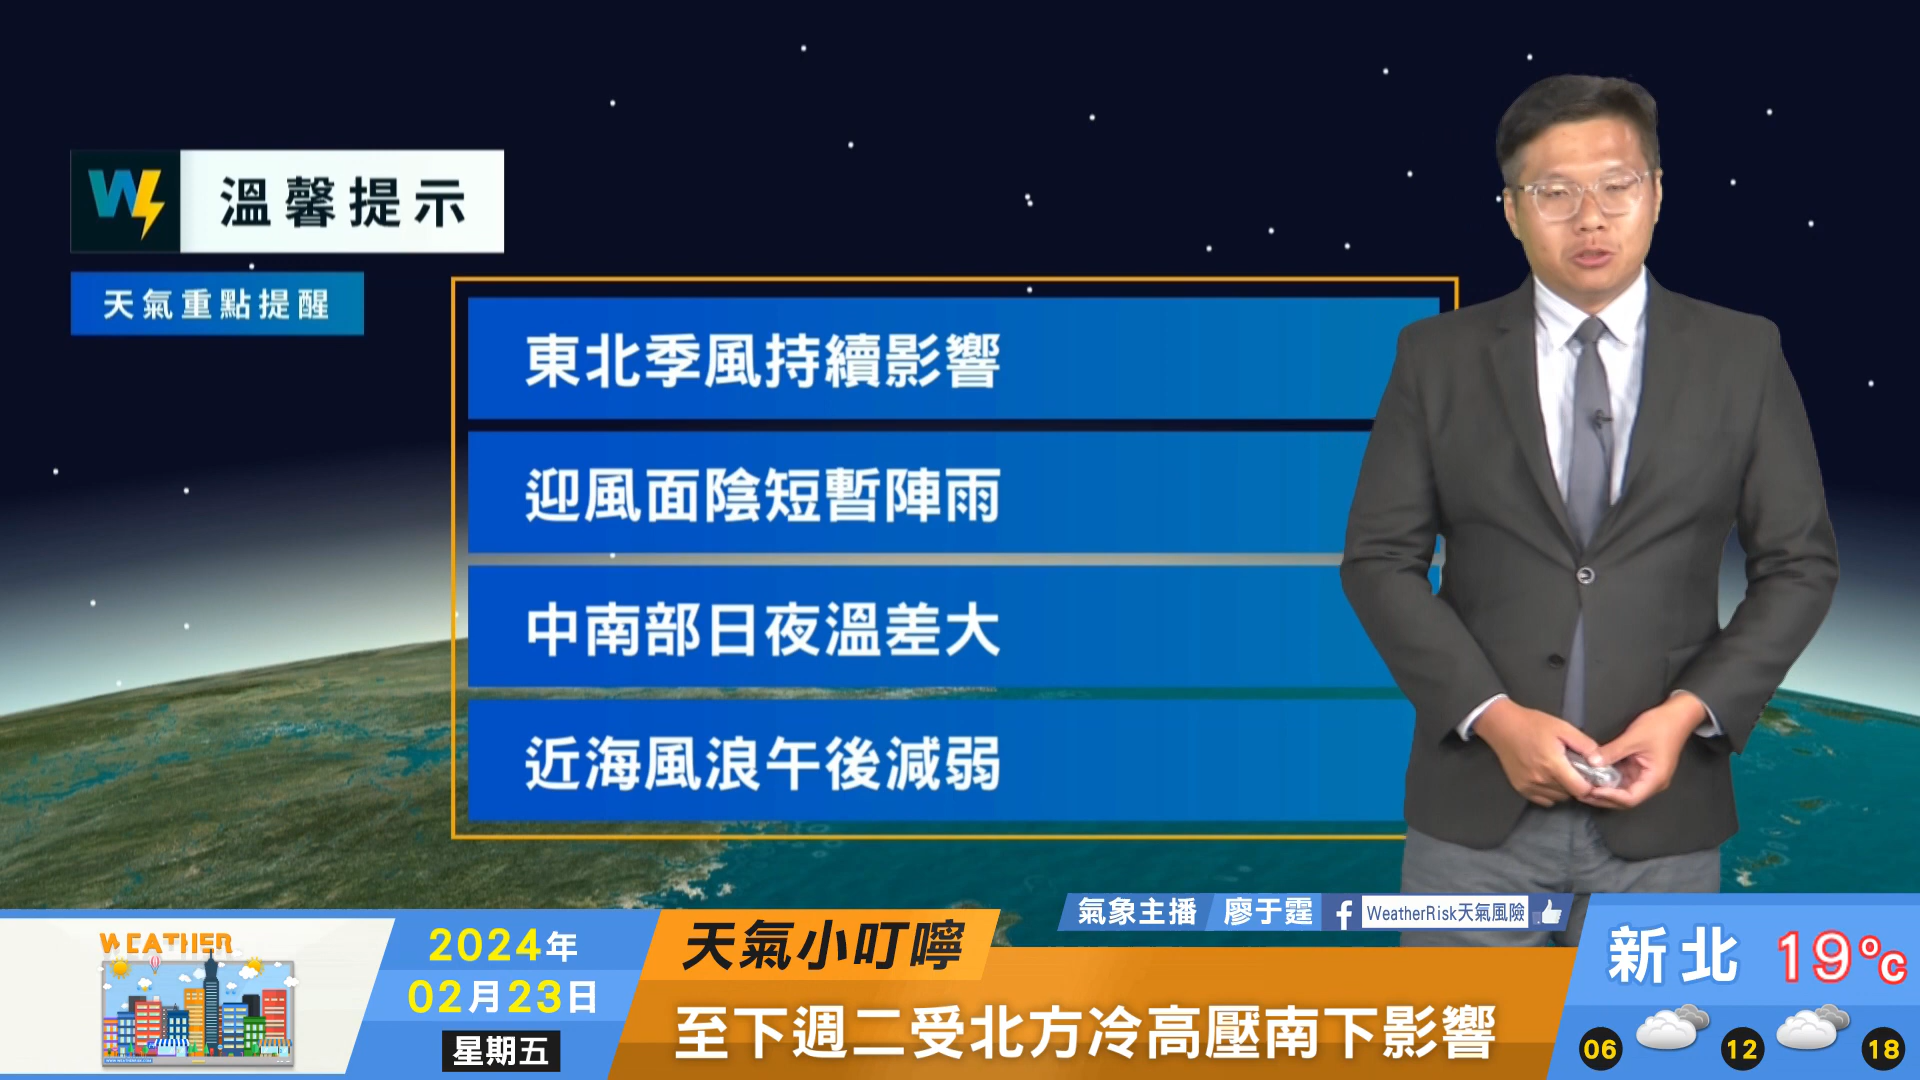 溫馨提示
天氣重點提醒
東北季風持續影響
迎風面陰短暫陣雨
中南部日夜溫差大
近海風浪午後減弱
氣象主播 廖于霆 WeatherRisk天氣風險
WEATHER
2024年
02月23日
星期五
天氣小叮嚀
至下週二受北方冷高壓南下影響
新北 19°C
06 12 18